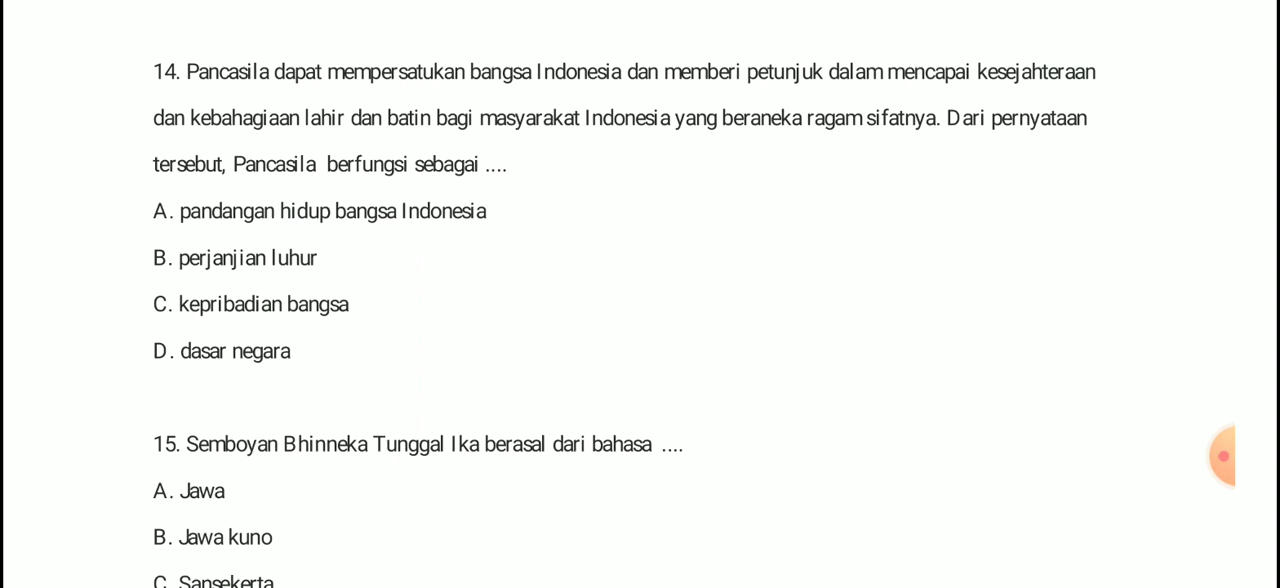 14. Pancasila dapat mempersatukan bangsa Indonesia dan memberi petunjuk dalam mencapai kesejahteraan
dan kebahagiaan lahir dan batin bagi masyarakat Indonesia yang beraneka ragam sifatnya. Dari pernyataan
tersebut, Pancasila berfungsi sebagai ....
A. pandangan hidup bangsa Indonesia
B. perjanjian luhur
C. kepribadian bangsa
D. dasar negara
15. Semboyan Bhinneka Tunggal Ika berasal dari bahasa ....
A. Jawa
B. Jawa kuno
C. Sansekerta